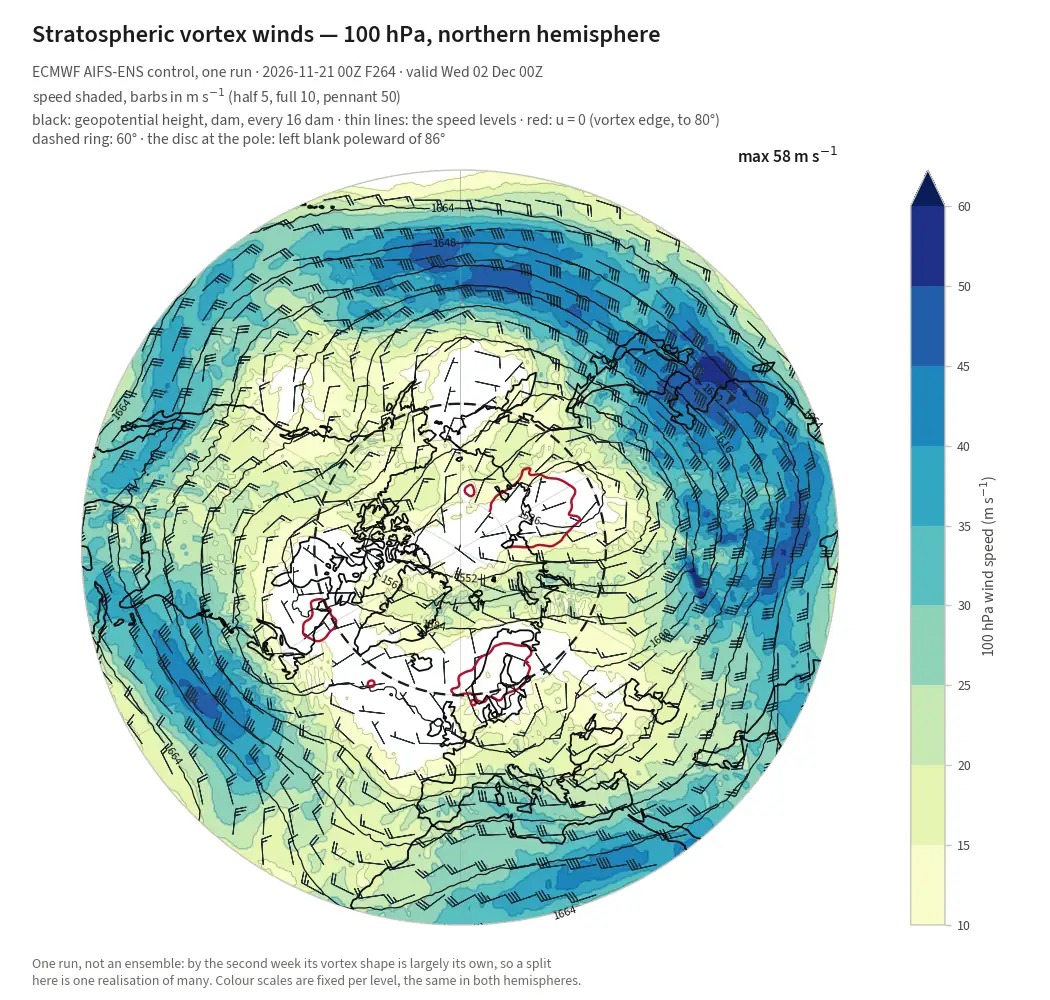 Stratospheric vortex winds — 100 hPa, northern hemisphere
ECMWF AIFS-ENS control, one run · 2026-11-21 00Z F264 · valid Wed 02 Dec 00Z
speed shaded, barbs in m s−1 (half 5, full 10, pennant 50)
black: geopotential height, dam, every 16 dam · thin lines: the speed levels · red: u = 0 (vortex edge, to 80°)
dashed ring: 60° · the disc at the pole: left blank poleward of 86°
max 58 m s−1
1664
1648
1664
1664
1552
1600
1664
1664
60
50
45
40
35
30
25
20
15
10
100 hPa wind speed (m s−1)
One run, not an ensemble: by the second week its vortex shape is largely its own, so a split
here is one realisation of many. Colour scales are fixed per level, the same in both hemispheres.